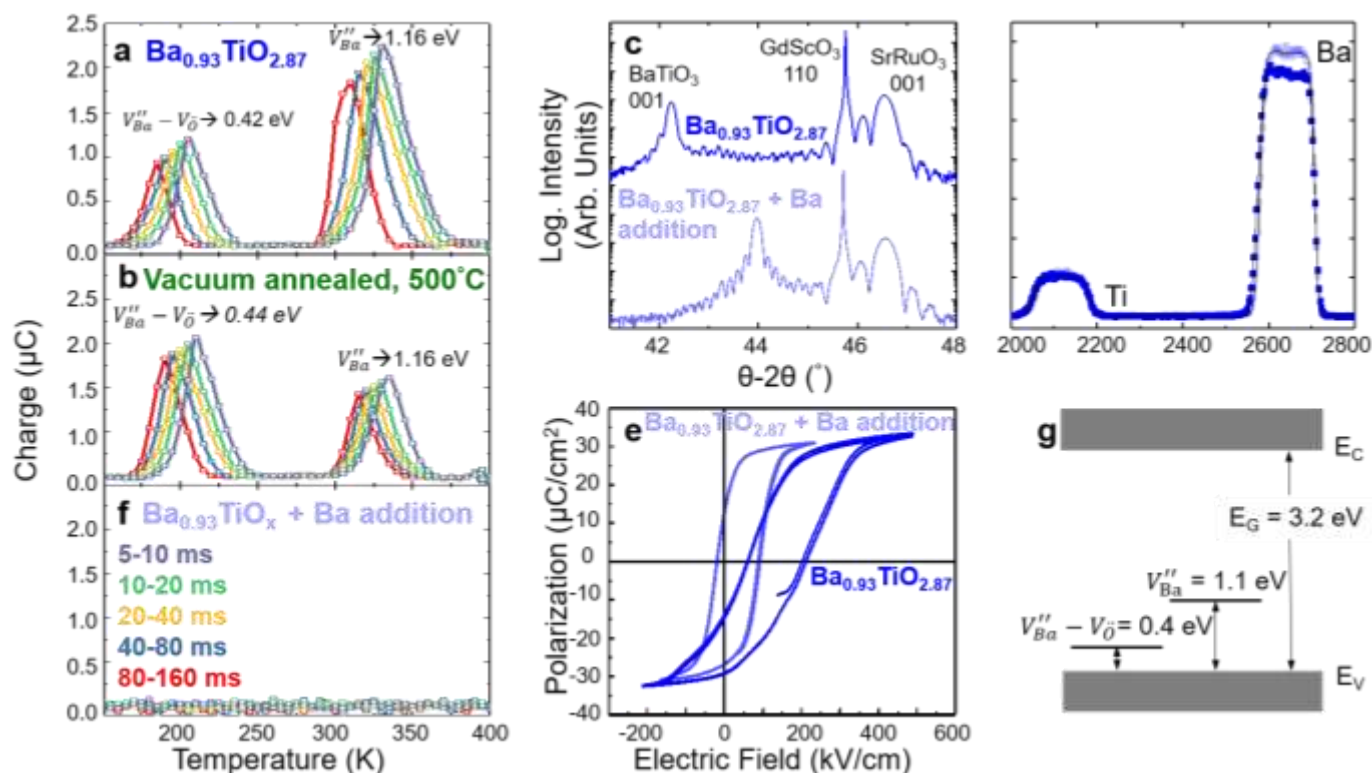 a Ba0.93TiO2.87
V''Ba → 1.16 eV
V''Ba − VÖ → 0.42 eV
2.5
2.0
1.5
1.0
0.5
0.0
b Vacuum annealed, 500°C
V''Ba − VÖ → 0.44 eV
V''Ba → 1.16 eV
2.0
2.5
2.0
1.5
1.0
0.5
0.0
f Ba0.93TiOx + Ba addition
5-10 ms
10-20 ms
20-40 ms
40-80 ms
80-160 ms
2.0
1.5
1.0
0.5
0.0
200 250 300 350 400
Temperature (K)
Charge (µC)
c
BaTiO3
001
GdScO3
110
SrRuO3
001
Ba0.93TiO2.87
Ba0.93TiO2.87 + Ba
addition
Log. Intensity
(Arb. Units)
42 44 46 48
θ-2θ (°)
Ba
Ti
2000 2200 2400 2600 2800
e
Ba0.93TiO2.87 + Ba addition
Ba0.93TiO2.87
40
30
20
10
0
-10
-20
-30
-40
Polarization (µC/cm2)
-200 0 200 400 600
Electric Field (kV/cm)
g
EC
EG = 3.2 eV
V''Ba = 1.1 eV
V''Ba − VÖ = 0.4 eV
EV